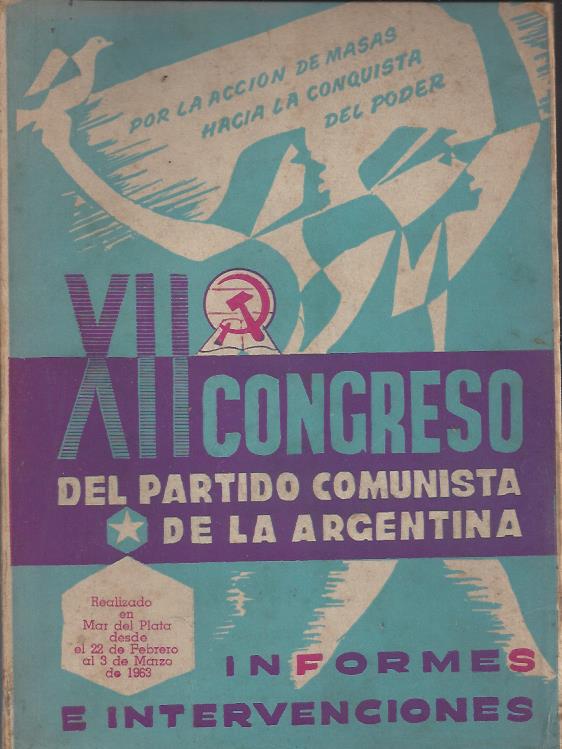 POR LA ACCION DE MASAS
HACIA LA CONQUISTA
DEL PODER
XII CONGRESO
DEL PARTIDO COMUNISTA
DE LA ARGENTINA
Realizado
en
Mar del Plata
desde
el 22 de Febrero
al 3 de Marzo
de 1963
INFORMES
E INTERVENCIONES